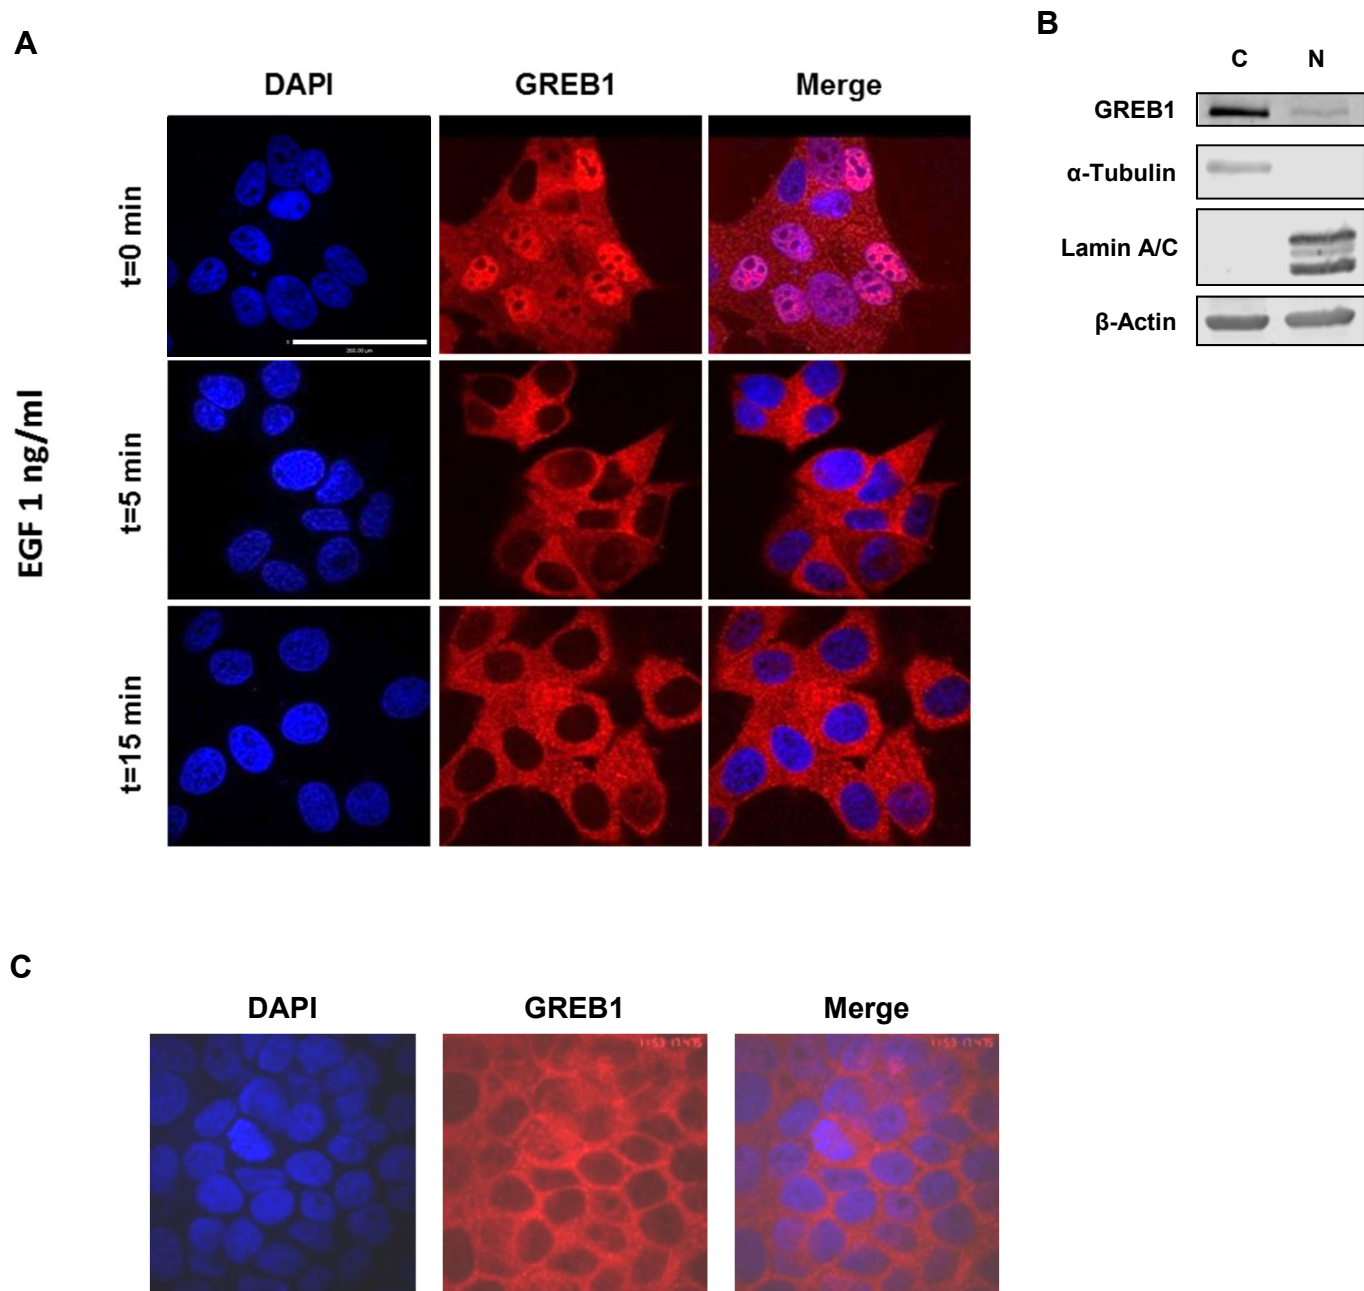 A
DAPI GREB1 Merge
EGF 1 ng/ml
t=0 min
t=5 min
t=15 min
B
C N
GREB1
α-Tubulin
Lamin A/C
β-Actin
C
DAPI GREB1 Merge